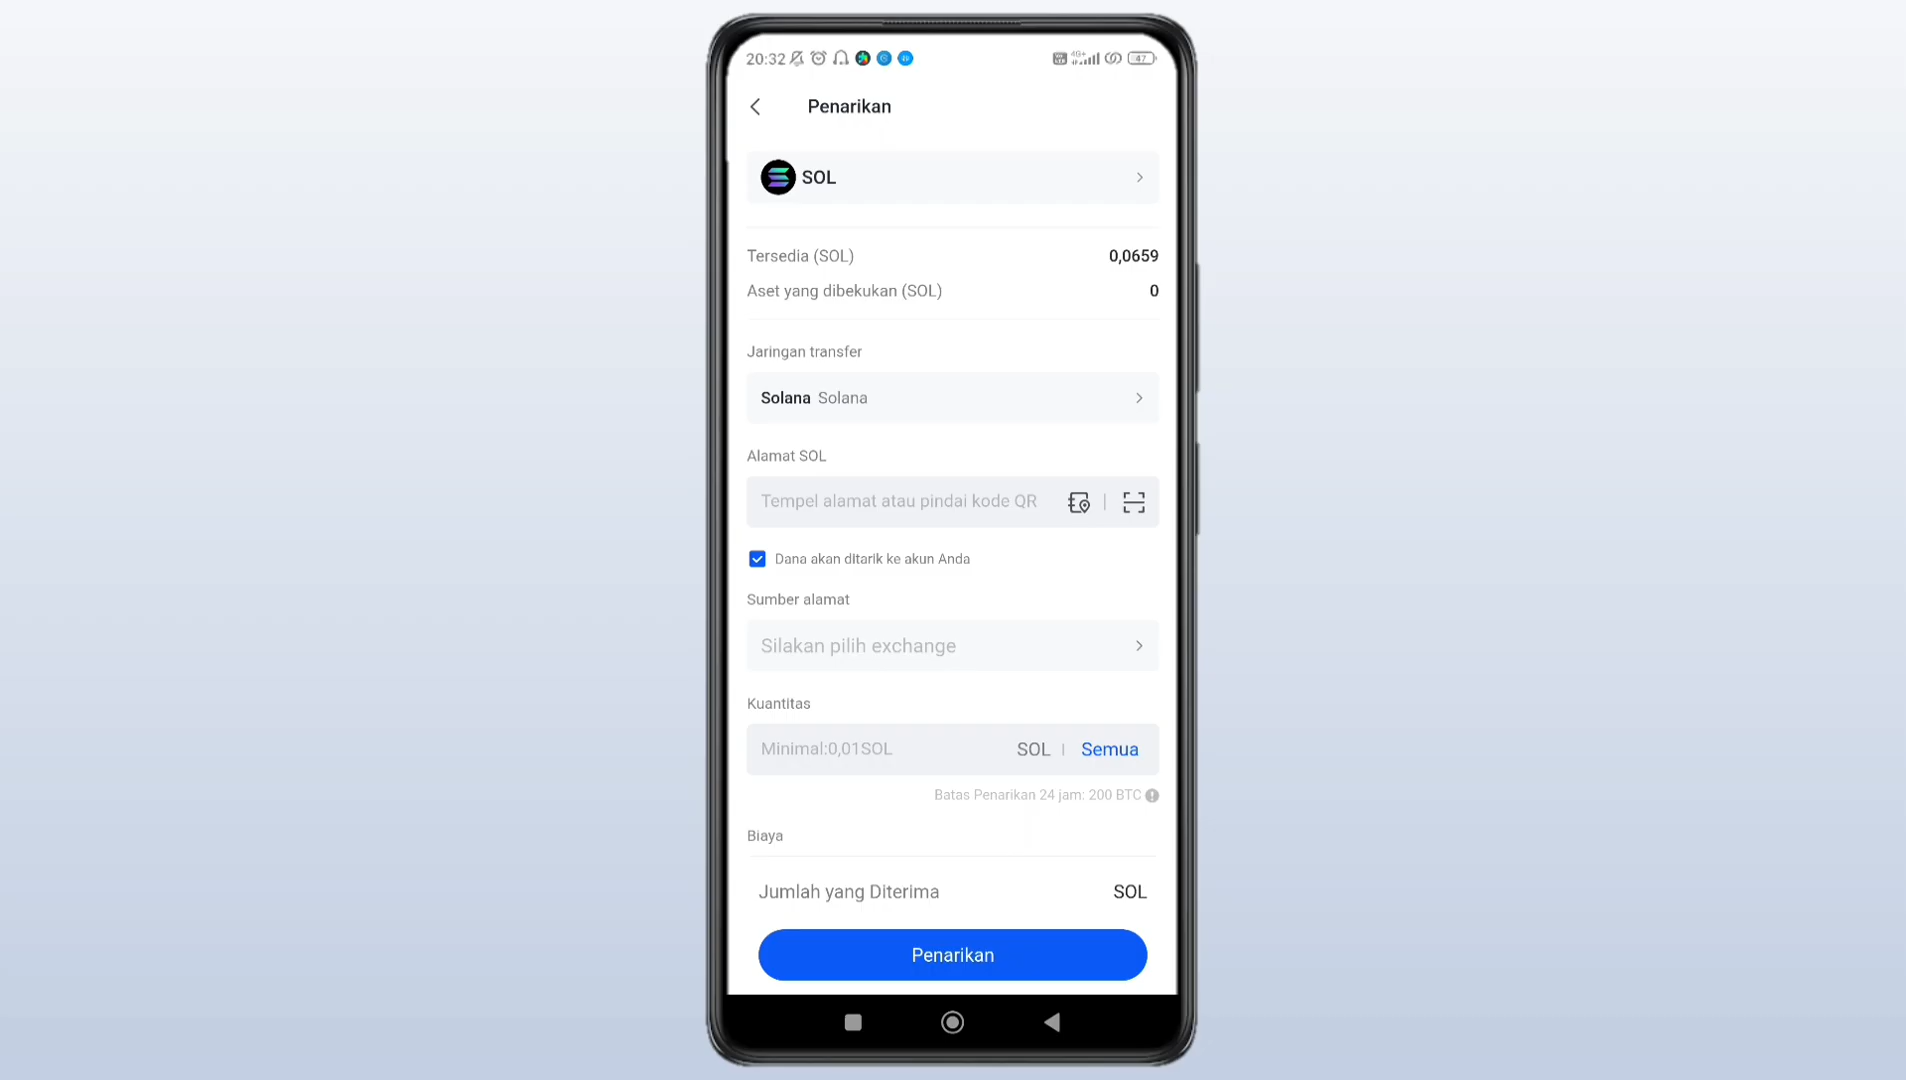 20:32
4G+
47
Penarikan
SOL
Tersedia (SOL) 0,0659
Aset yang dibekukan (SOL) 0
Jaringan transfer
Solana Solana
Alamat SOL
Tempel alamat atau pindai kode QR
Dana akan ditarik ke akun Anda
Sumber alamat
Silakan pilih exchange
Kuantitas
Minimal:0,01SOL SOL | Semua
Batas Penarikan 24 jam: 200 BTC
Biaya
Jumlah yang Diterima SOL
Penarikan